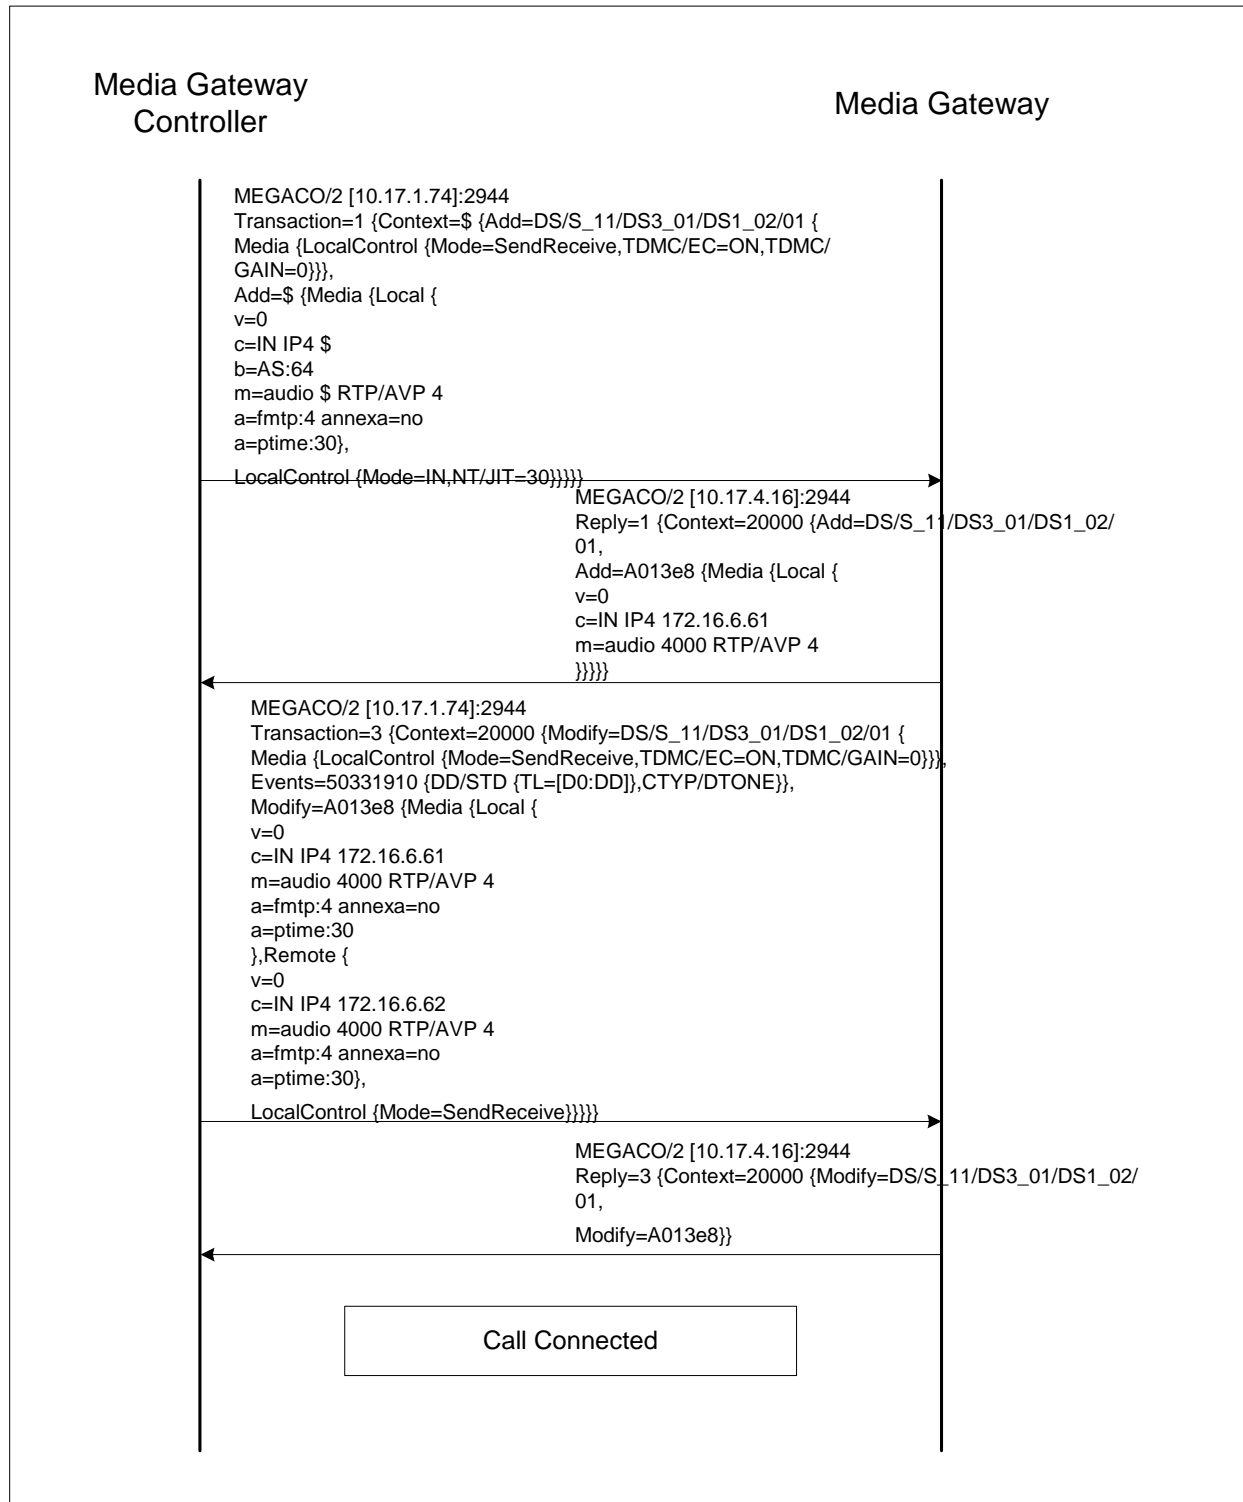 Media Gateway
Controller
Media Gateway
MEGACO/2 [10.17.1.74]:2944
Transaction=1 {Context=$ {Add=DS/S_11/DS3_01/DS1_02/01 {
Media {LocalControl {Mode=SendReceive,TDMC/EC=ON,TDMC/
GAIN=0}}},
Add=$ {Media {Local {
v=0
c=IN IP4 $
b=AS:64
m=audio $ RTP/AVP 4
a=fmtp:4 annexa=no
a=ptime:30},
LocalControl {Mode=IN,NT/JIT=30}}}}}
MEGACO/2 [10.17.4.16]:2944
Reply=1 {Context=20000 {Add=DS/S_11/DS3_01/DS1_02/
01,
Add=A013e8 {Media {Local {
v=0
c=IN IP4 172.16.6.61
m=audio 4000 RTP/AVP 4
}}}}}
MEGACO/2 [10.17.1.74]:2944
Transaction=3 {Context=20000 {Modify=DS/S_11/DS3_01/DS1_02/01 {
Media {LocalControl {Mode=SendReceive,TDMC/EC=ON,TDMC/GAIN=0}}},
Events=50331910 {DD/STD {TL=[D0:DD]},CTYP/DTONE}},
Modify=A013e8 {Media {Local {
v=0
c=IN IP4 172.16.6.61
m=audio 4000 RTP/AVP 4
a=fmtp:4 annexa=no
a=ptime:30
},Remote {
v=0
c=IN IP4 172.16.6.62
m=audio 4000 RTP/AVP 4
a=fmtp:4 annexa=no
a=ptime:30},
LocalControl {Mode=SendReceive}}}}}
MEGACO/2 [10.17.4.16]:2944
Reply=3 {Context=20000 {Modify=DS/S_11/DS3_01/DS1_02/
01,
Modify=A013e8}}
Call Connected